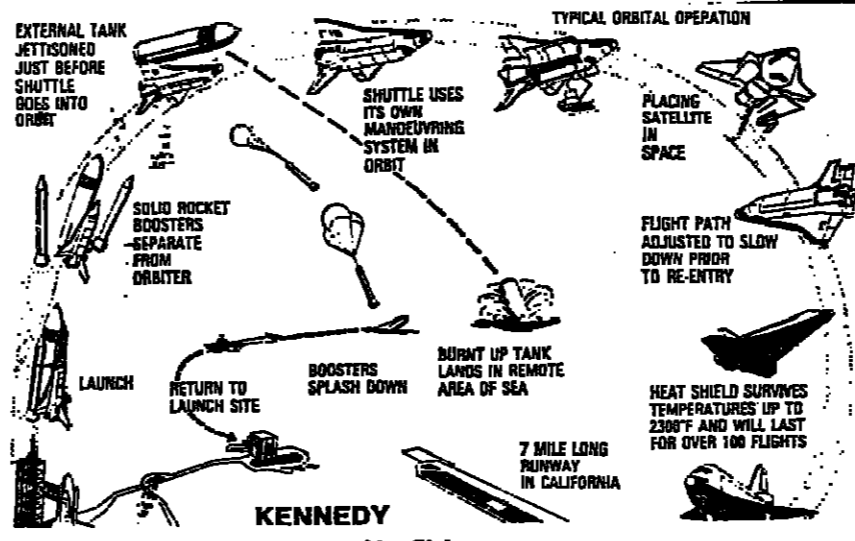 EXTERNAL TANK
JETTISONED
JUST BEFORE
SHUTTLE
GOES INTO
ORBIT
TYPICAL ORBITAL OPERATION
SHUTTLE USES
ITS OWN
MANOEUVRING
SYSTEM IN
ORBIT
PLACING
SATELLITE
IN
SPACE
SOLID ROCKET
BOOSTERS
SEPARATE
FROM
ORBITER
FLIGHT PATH
ADJUSTED TO SLOW
DOWN PRIOR
TO RE-ENTRY
LAUNCH
RETURN TO
LAUNCH SITE
BOOSTERS
SPLASH DOWN
BURNT UP TANK
LANDS IN REMOTE
AREA OF SEA
HEAT SHIELD SURVIVES
TEMPERATURES UP TO
2300°F AND WILL LAST
FOR OVER 100 FLIGHTS
7 MILE LONG
RUNWAY
IN CALIFORNIA
KENNEDY